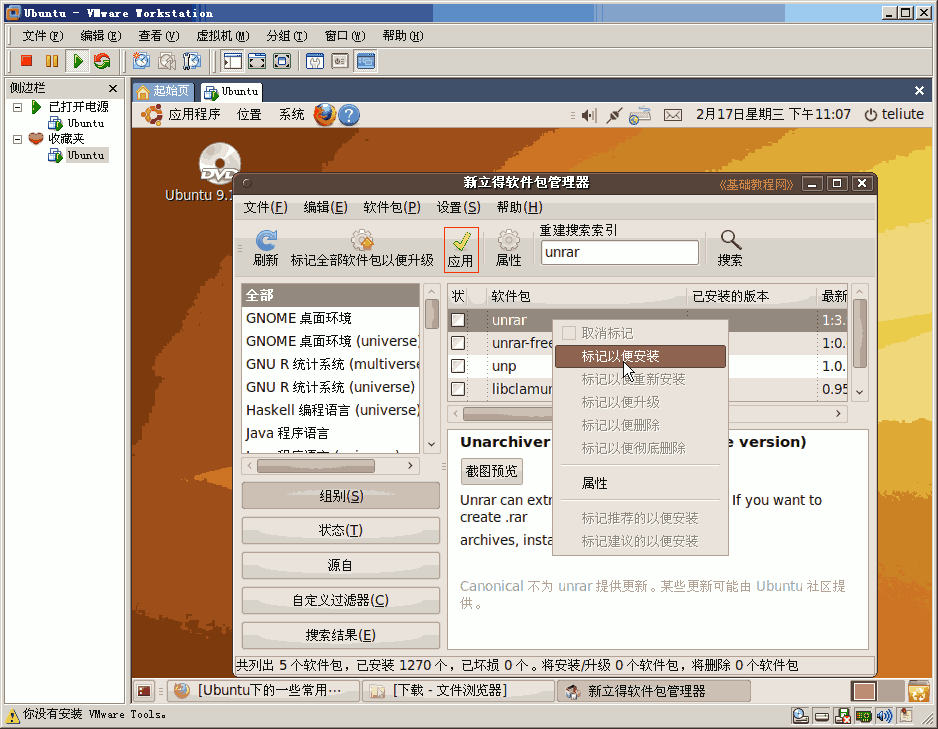 Ubuntu - VMware Workstation
文件(F) 编辑(E) 查看(V) 虚拟机(M) 分组(T) 窗口(W) 帮助(H)
侧边栏
已打开电源
Ubuntu
收藏夹
Ubuntu
起始页 Ubuntu
应用程序 位置 系统 2月17日星期三 下午11:07 teliute
DVD
Ubuntu 9.
新立得软件包管理器 《基础教程网》
文件(F) 编辑(E) 软件包(P) 设置(S) 帮助(H)
刷新 标记全部软件包以便升级 应用 属性 重建搜索索引 搜索
unrar
全部
GNOME 桌面环境
GNOME 桌面环境 (universe)
GNU R 统计系统 (multiverse
GNU R 统计系统 (universe)
Haskell 编程语言 (universe)
Java 程序语言
组别(S)
状态(T)
源自
自定义过滤器(C)
搜索结果(E)
状 软件包 已安装的版本 最新
unrar 1:3.
unrar-free 1:0.
unp 1.0.
libclamun 0.95
取消标记
标记以便安装
标记以便重新安装
标记以便升级
标记以便删除
标记以便彻底删除
属性
标记推荐的以便安装
标记建议的以便安装
Unarchiver e version)
截图预览
Unrar can extr If you want to
create .rar
archives, insta
Canonical 不为 unrar 提供更新。某些更新可能由 Ubuntu 社区提
供。
共列出 5 个软件包，已安装 1270 个，已坏损 0 个。将安装/升级 0 个软件包，将删除 0 个软件包
[Ubuntu下的一些常用… [下载 - 文件浏览器] 新立得软件包管理器
你没有安装 VMware Tools。